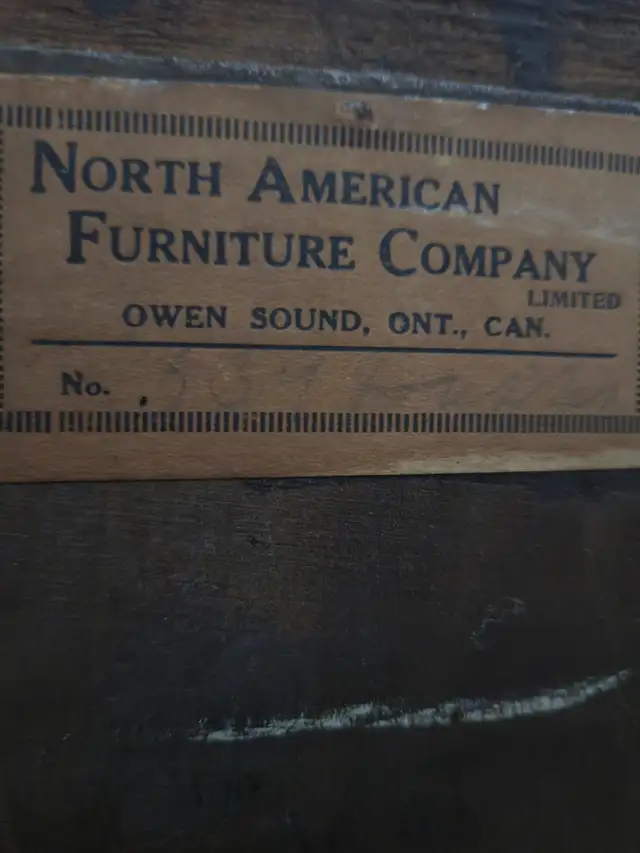 NORTH AMERICAN
FURNITURE COMPANY
LIMITED
OWEN SOUND, ONT., CAN.
No.